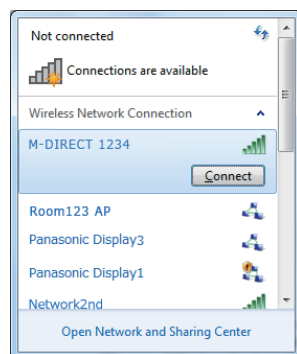 Not connected
Connections are available
Wireless Network Connection
M-DIRECT 1234
Connect
Room123 AP
Panasonic Display3
Panasonic Display1
Network2nd
Open Network and Sharing Center